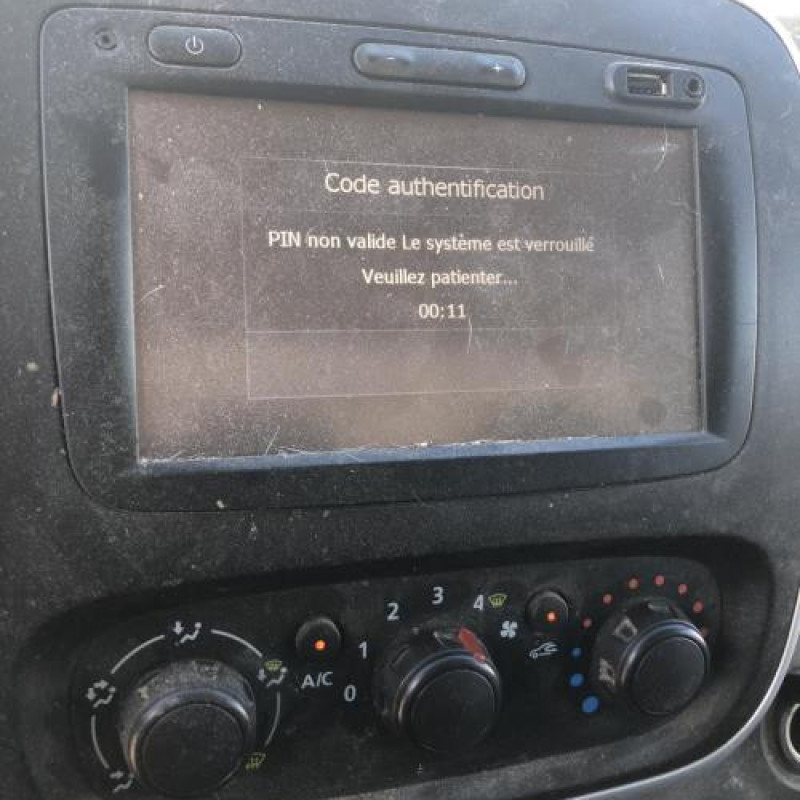 Code authentification
PIN non valide Le système est verrouillé
Veuillez patienter...
00:11
- +
0 1 2 3 4
A/C